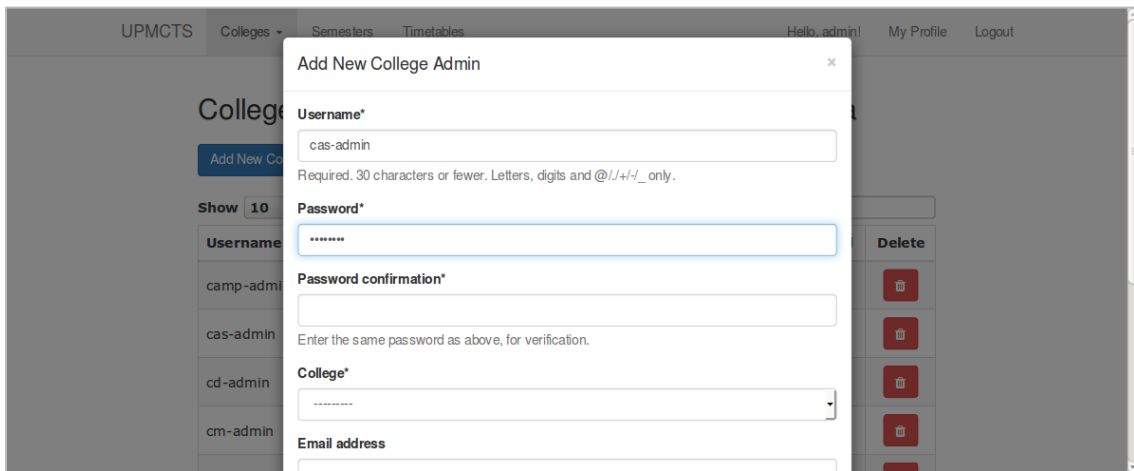 UPMCTS Colleges Semesters Timetables Hello, admin! My Profile Logout
Add New College Admin ×
College
Username*
cas-admin
Add New Co
Required. 30 characters or fewer. Letters, digits and @/./+/-/_ only.
Show 10
Password*
••••••••
Username Delete
Password confirmation*
camp-admi
cas-admin
Enter the same password as above, for verification.
College*
cd-admin
---------
cm-admin
Email address